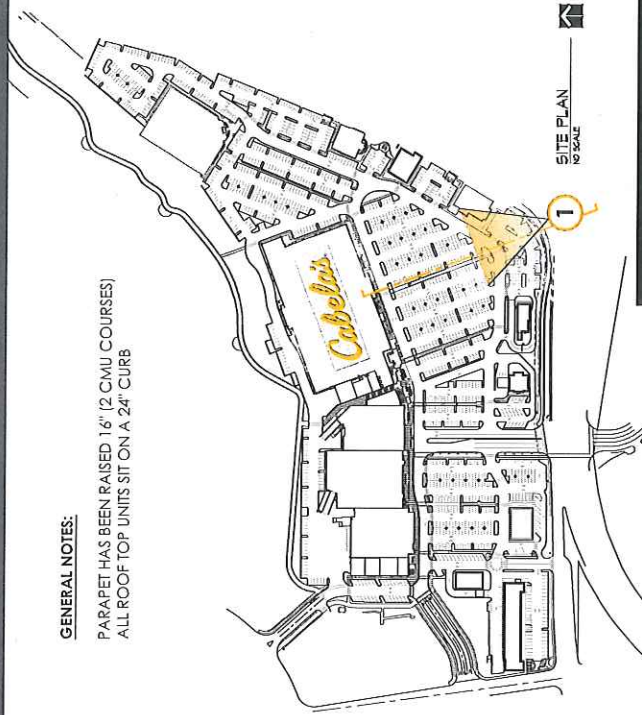 GENERAL NOTES:
PARAPET HAS BEEN RAISED 16" (2 CMU COURSES)
ALL ROOF TOP UNITS SIT ON A 24" CURB
Cabela's
1
SITE PLAN
NO SCALE